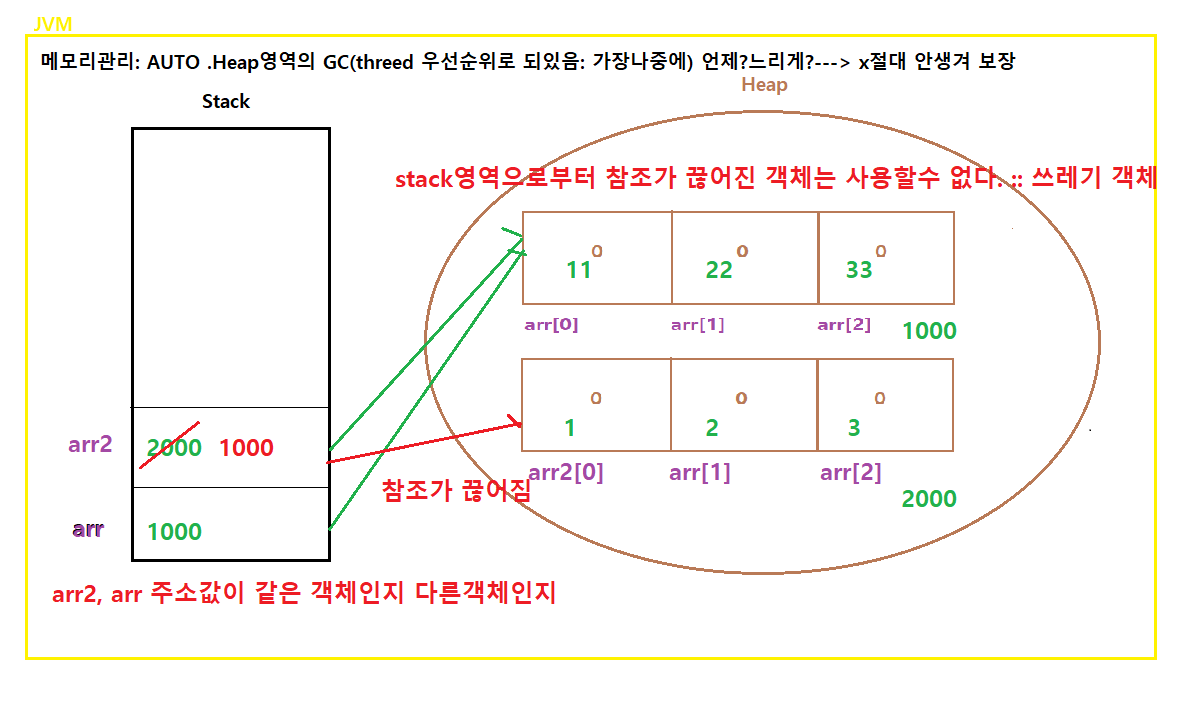 JVM
메모리관리: AUTO .Heap영역의 GC(threed 우선순위로 되있음: 가장나중에) 언제?느리게?---> x절대 안생겨 보장
Stack
Heap
stack영역으로부터 참조가 끊어진 객체는 사용할수 없다. :: 쓰레기 객체
0 0 0
11 22 33
arr[0] arr[1] arr[2] 1000
0 0 0
1 2 3
arr2 2000 1000
arr2[0] arr[1] arr[2]
참조가 끊어짐
2000
arr 1000
arr2, arr 주소값이 같은 객체인지 다른객체인지